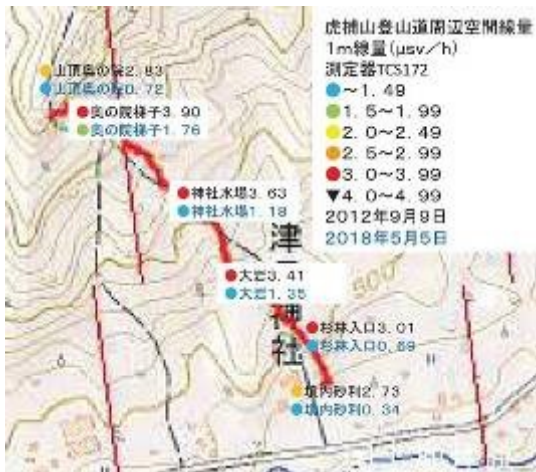 虎捕山登山道周辺空間線量
1m線量(μsv/h)
測定器TCS172
●~1.49
●1.5~1.99
●2.0~2.49
●2.5~2.99
●3.0~3.99
▼4.0~4.99
2012年9月9日
2018年5月5日
●山頂奥の院2.83
●山頂奥の院0.72
●奥の院梯子3.90
●奥の院梯子1.76
●神社水場3.63
●神社水場1.18
津
●大岩3.41
●大岩1.35
神社
500
●杉林入口3.01
●杉林入口0.69
●境内砂利2.73
●境内砂利0.34